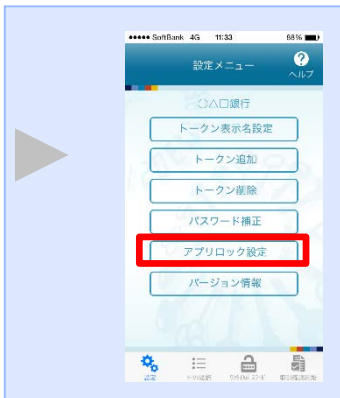 ●●●●● SoftBank 4G 11:33 88%
設定メニュー
?
ヘルプ
○△□銀行
トークン表示名設定
トークン追加
トークン削除
パスワード補正
アプリロック設定
バージョン情報
設定